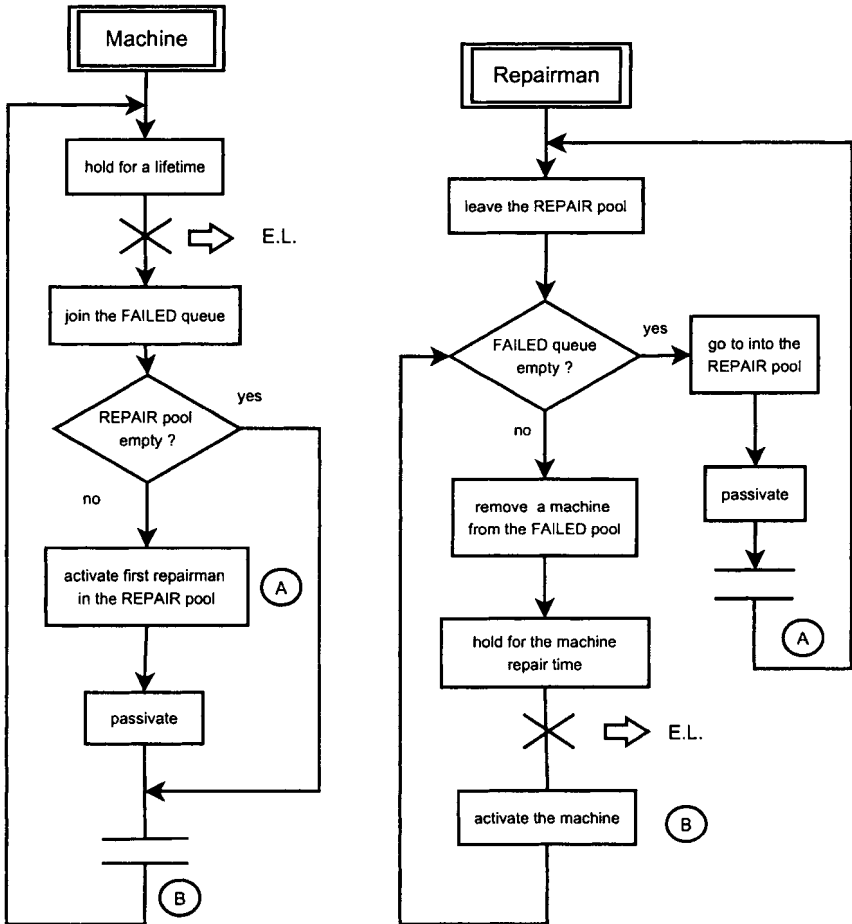 Machine
hold for a lifetime
E.L.
join the FAILED queue
REPAIR pool
empty ?
yes
no
activate first repairman
in the REPAIR pool
A
passivate
B
Repairman
leave the REPAIR pool
FAILED queue
empty ?
yes
go to into the
REPAIR pool
no
passivate
remove a machine
from the FAILED pool
A
hold for the machine
repair time
E.L.
activate the machine
B